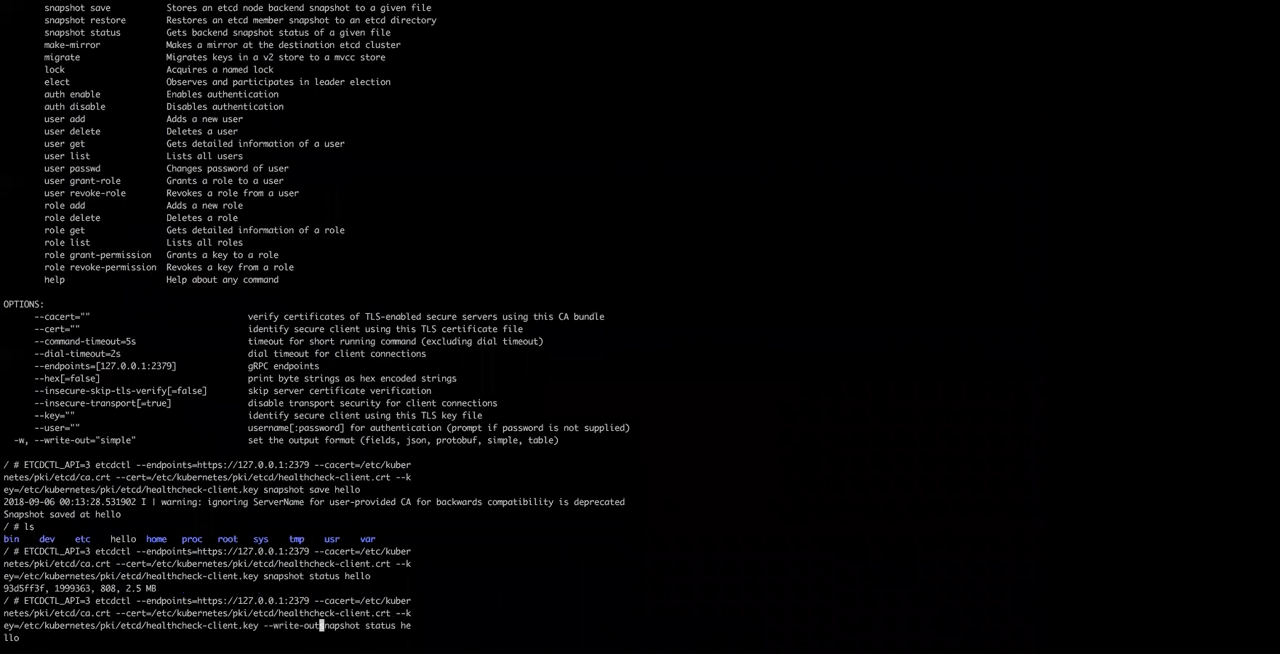 snapshot save Stores an etcd node backend snapshot to a given file
snapshot restore Restores an etcd member snapshot to an etcd directory
snapshot status Gets backend snapshot status of a given file
make-mirror Makes a mirror at the destination etcd cluster
migrate Migrates keys in a v2 store to a mvcc store
lock Acquires a named lock
elect Observes and participates in leader election
auth enable Enables authentication
auth disable Disables authentication
user add Adds a new user
user delete Deletes a user
user get Gets detailed information of a user
user list Lists all users
user passwd Changes password of user
user grant-role Grants a role to a user
user revoke-role Revokes a role from a user
role add Adds a new role
role delete Deletes a role
role get Gets detailed information of a role
role list Lists all roles
role grant-permission Grants a key to a role
role revoke-permission Revokes a key from a role
help Help about any command
OPTIONS:
--cacert="" verify certificates of TLS-enabled secure servers using this CA bundle
--cert="" identify secure client using this TLS certificate file
--command-timeout=5s timeout for short running command (excluding dial timeout)
--dial-timeout=2s dial timeout for client connections
--endpoints=[127.0.0.1:2379] gRPC endpoints
--hex[=false] print byte strings as hex encoded strings
--insecure-skip-tls-verify[=false] skip server certificate verification
--insecure-transport[=true] disable transport security for client connections
--key="" identify secure client using this TLS key file
--user="" username[:password] for authentication (prompt if password is not supplied)
-w, --write-out="simple" set the output format (fields, json, protobuf, simple, table)
/ # ETCDCTL_API=3 etcdctl --endpoints=https://127.0.0.1:2379 --cacert=/etc/kuber
netes/pki/etcd/ca.crt --cert=/etc/kubernetes/pki/etcd/healthcheck-client.crt --k
ey=/etc/kubernetes/pki/etcd/healthcheck-client.key snapshot save hello
2018-09-06 00:13:28.531902 I | warning: ignoring ServerName for user-provided CA for backwards compatibility is deprecated
Snapshot saved at hello
/ # ls
bin dev etc hello home proc root sys tmp usr var
/ # ETCDCTL_API=3 etcdctl --endpoints=https://127.0.0.1:2379 --cacert=/etc/kuber
netes/pki/etcd/ca.crt --cert=/etc/kubernetes/pki/etcd/healthcheck-client.crt --k
ey=/etc/kubernetes/pki/etcd/healthcheck-client.key snapshot status hello
93d5ff3f, 1999363, 808, 2.5 MB
/ # ETCDCTL_API=3 etcdctl --endpoints=https://127.0.0.1:2379 --cacert=/etc/kuber
netes/pki/etcd/ca.crt --cert=/etc/kubernetes/pki/etcd/healthcheck-client.crt --k
ey=/etc/kubernetes/pki/etcd/healthcheck-client.key --write-out napshot status he
llo